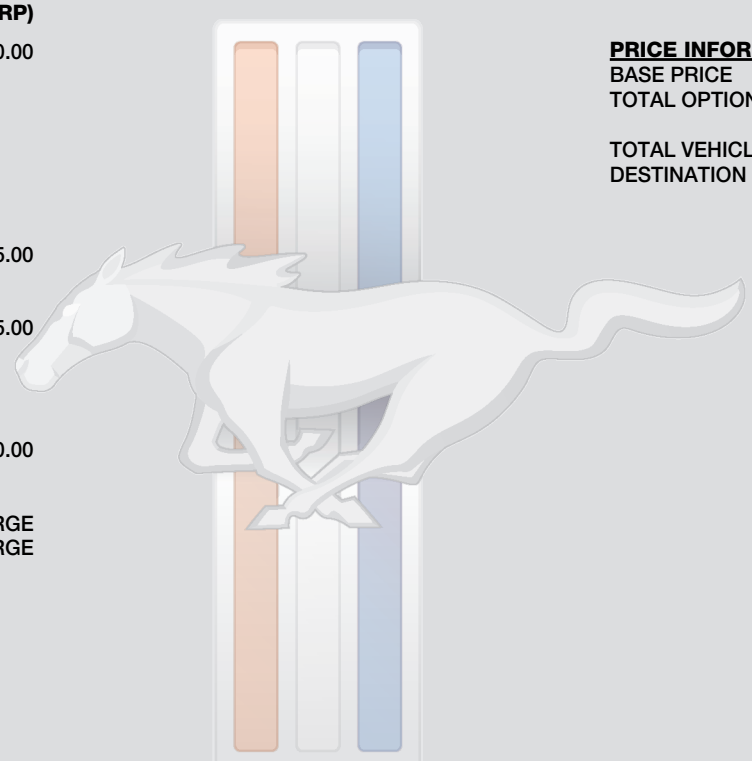 RP)
0.00
5.00
5.00
0.00
RGE
RGE
PRICE INFOR
BASE PRICE
TOTAL OPTION
TOTAL VEHICL
DESTINATION